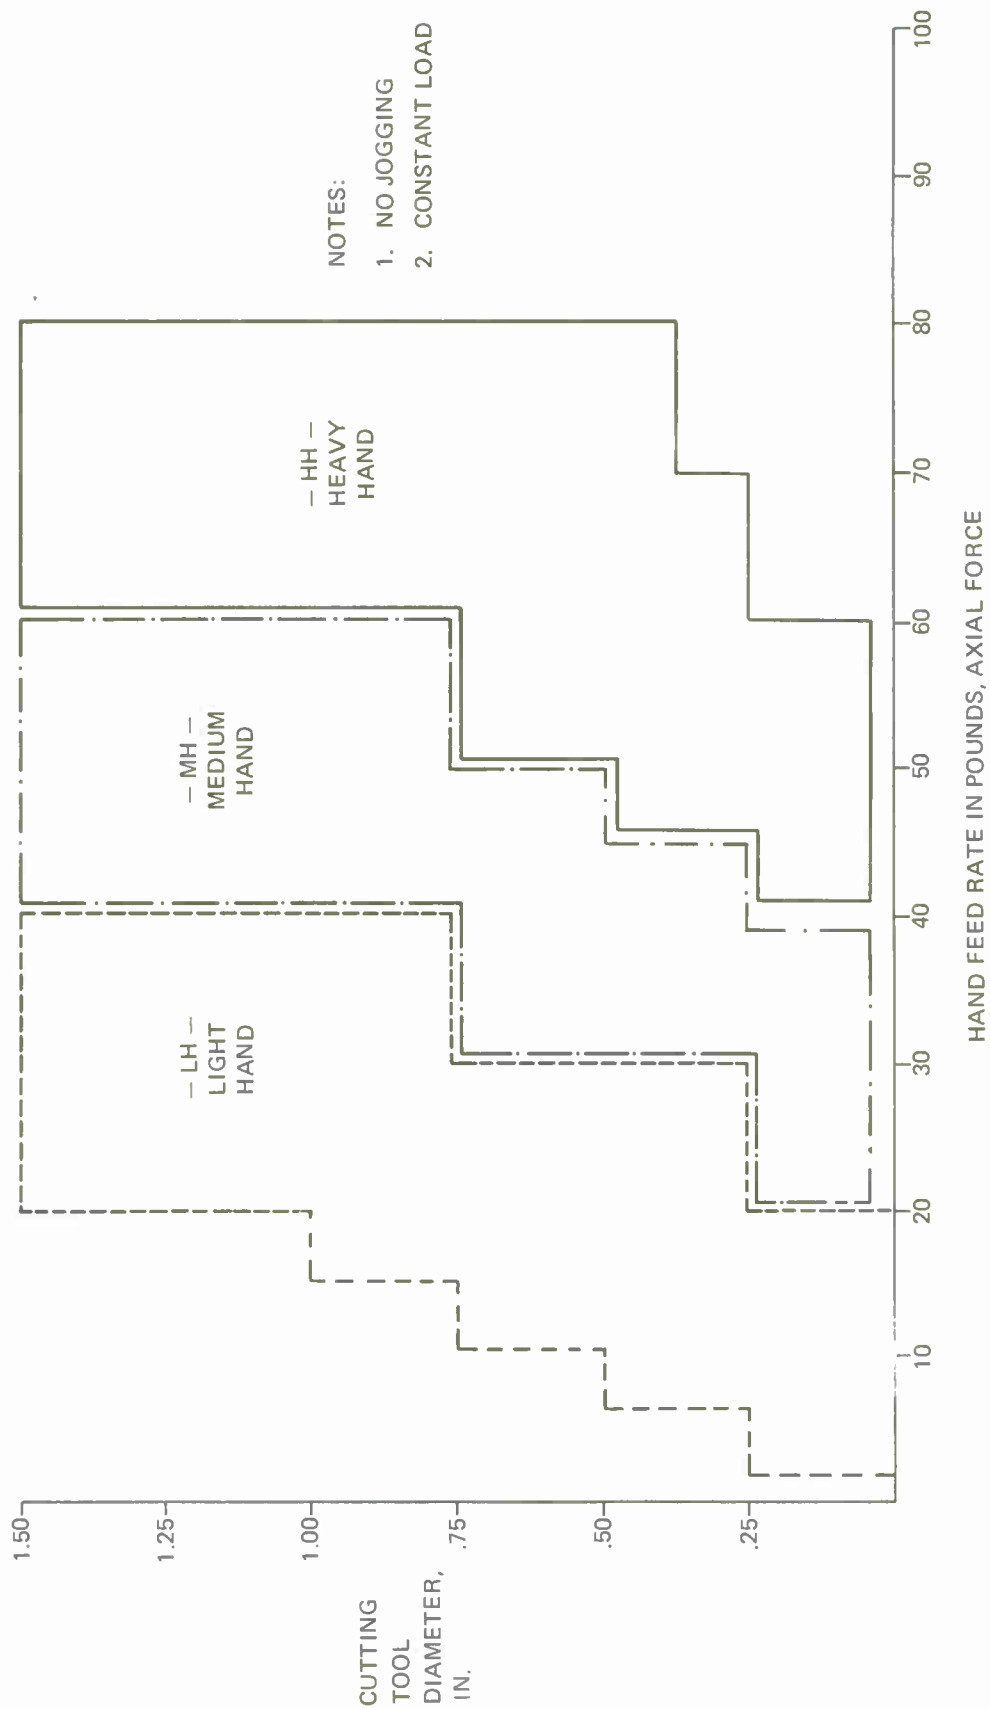 1.50
1.25
1.00
.75
.50
.25
CUTTING
TOOL
DIAMETER,
IN.
— LH —
LIGHT
HAND
— MH —
MEDIUM
HAND
— HH —
HEAVY
HAND
NOTES:
1. NO JOGGING
2. CONSTANT LOAD
10
20
30
40
50
60
70
80
90
100
HAND FEED RATE IN POUNDS, AXIAL FORCE